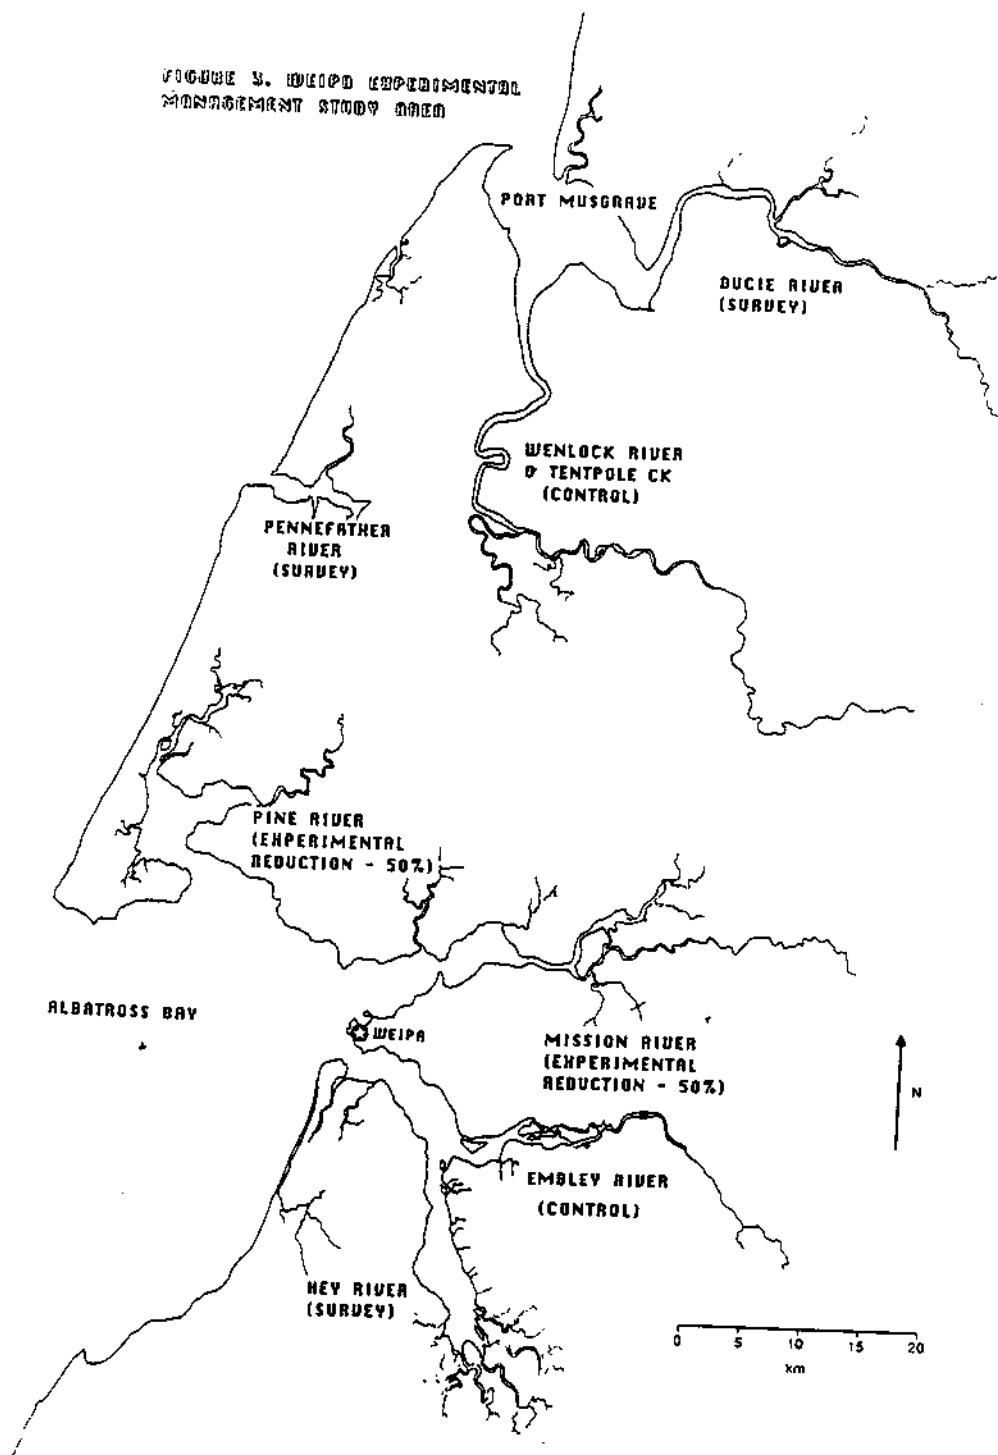 FIGURE 3. WEIPA EXPERIMENTAL
MANAGEMENT STUDY AREA
PORT MUSGRAVE
DUCIE RIVER
(SURVEY)
WENLOCK RIVER
& TENTPOLE CK
(CONTROL)
PENNEFATHER
RIVER
(SURVEY)
PINE RIVER
(EXPERIMENTAL
REDUCTION - 50%)
ALBATROSS BAY
WEIPA
MISSION RIVER
(EXPERIMENTAL
REDUCTION - 50%)
N
EMBLEY RIVER
(CONTROL)
HEY RIVER
(SURVEY)
0 5 10 15 20
km